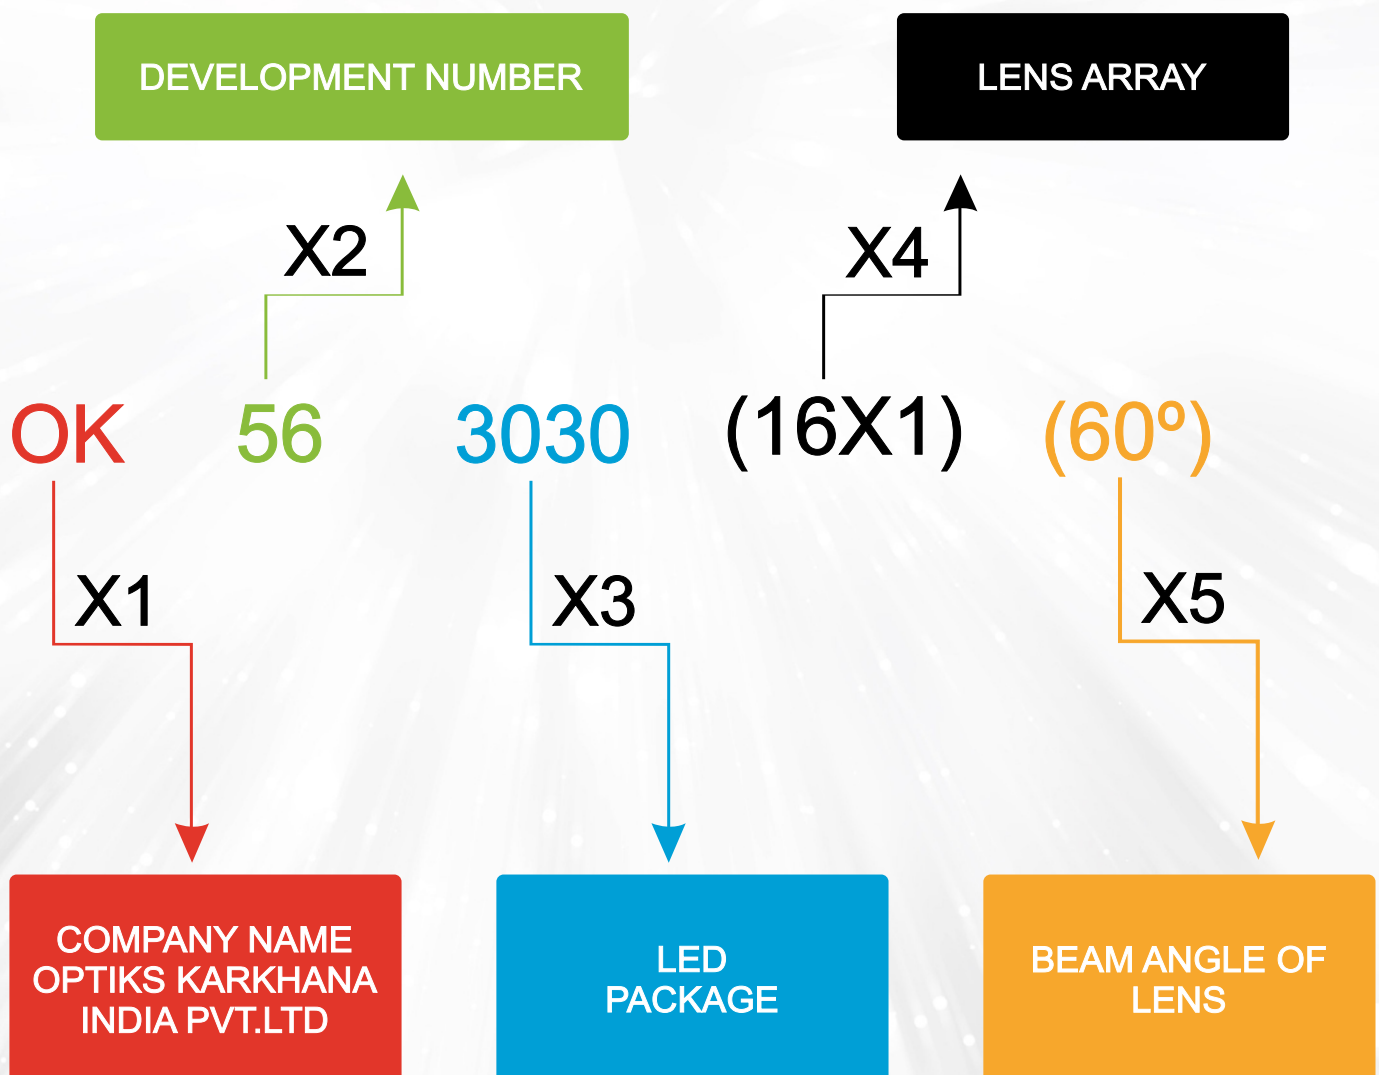 DEVELOPMENT NUMBER
LENS ARRAY
X2
X4
OK 56 3030 (16X1) (60º)
X1
X3
X5
COMPANY NAME
OPTIKS KARKHANA
INDIA PVT.LTD
LED
PACKAGE
BEAM ANGLE OF
LENS